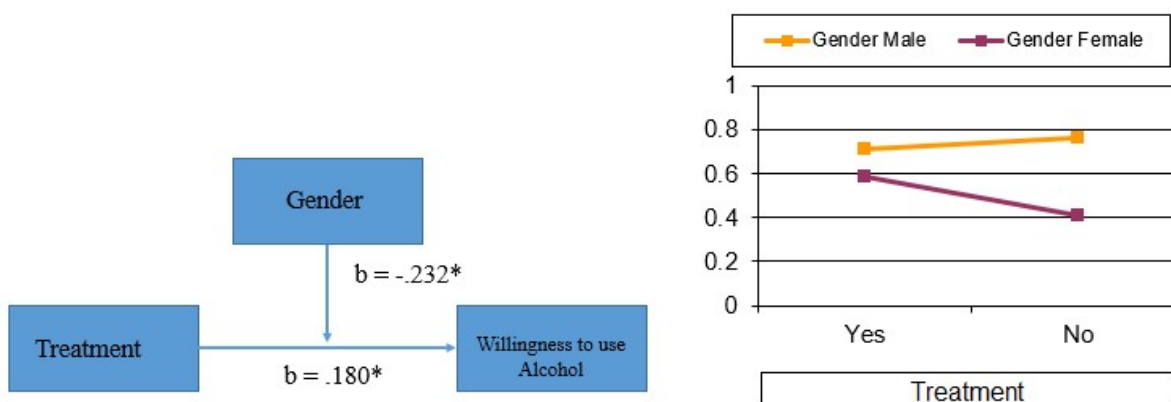 Gender
b = -.232*
Treatment
Willingness to use
Alcohol
b = .180*
Gender Male Gender Female
1
0.8
0.6
0.4
0.2
0
Yes No
Treatment